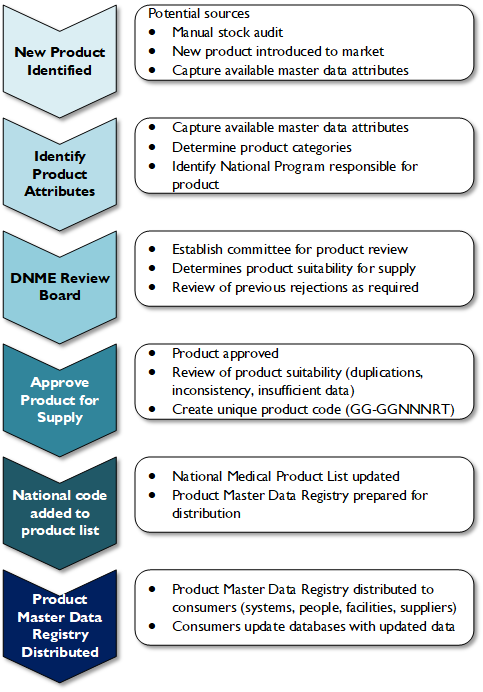 New Product
Identified
Potential sources
• Manual stock audit
• New product introduced to market
• Capture available master data attributes
Identify
Product
Attributes
• Capture available master data attributes
• Determine product categories
• Identify National Program responsible for
product
DNME Review
Board
• Establish committee for product review
• Determines product suitability for supply
• Review of previous rejections as required
Approve
Product for
Supply
• Product approved
• Review of product suitability (duplications,
inconsistency, insufficient data)
• Create unique product code (GG-GGNNNRT)
National code
added to
product list
• National Medical Product List updated
• Product Master Data Registry prepared for
distribution
Product
Master Data
Registry
Distributed
• Product Master Data Registry distributed to
consumers (systems, people, facilities, suppliers)
• Consumers update databases with updated data